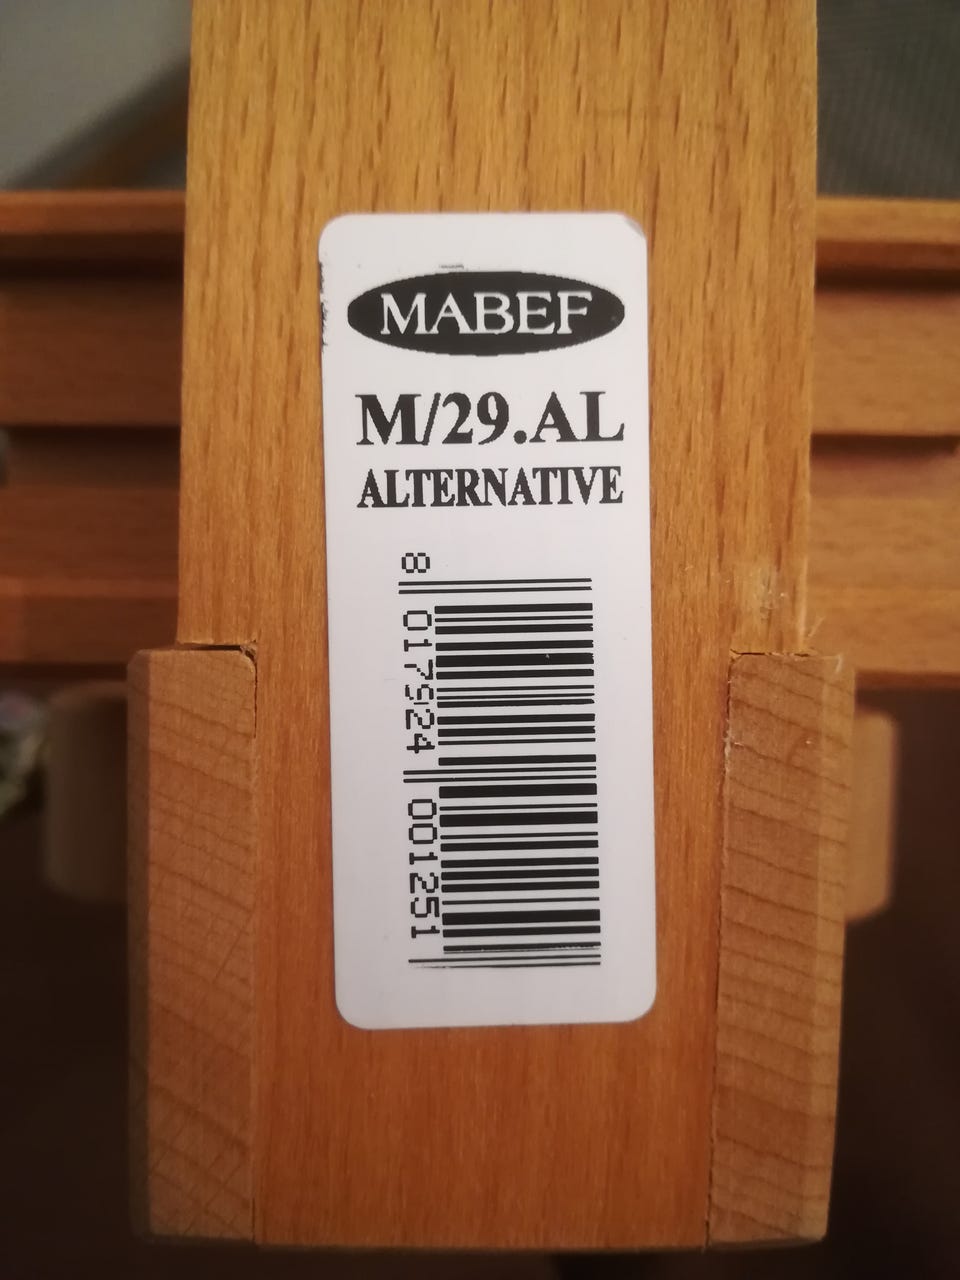 MABEF
M/29.AL
ALTERNATIVE
8 017924 001251